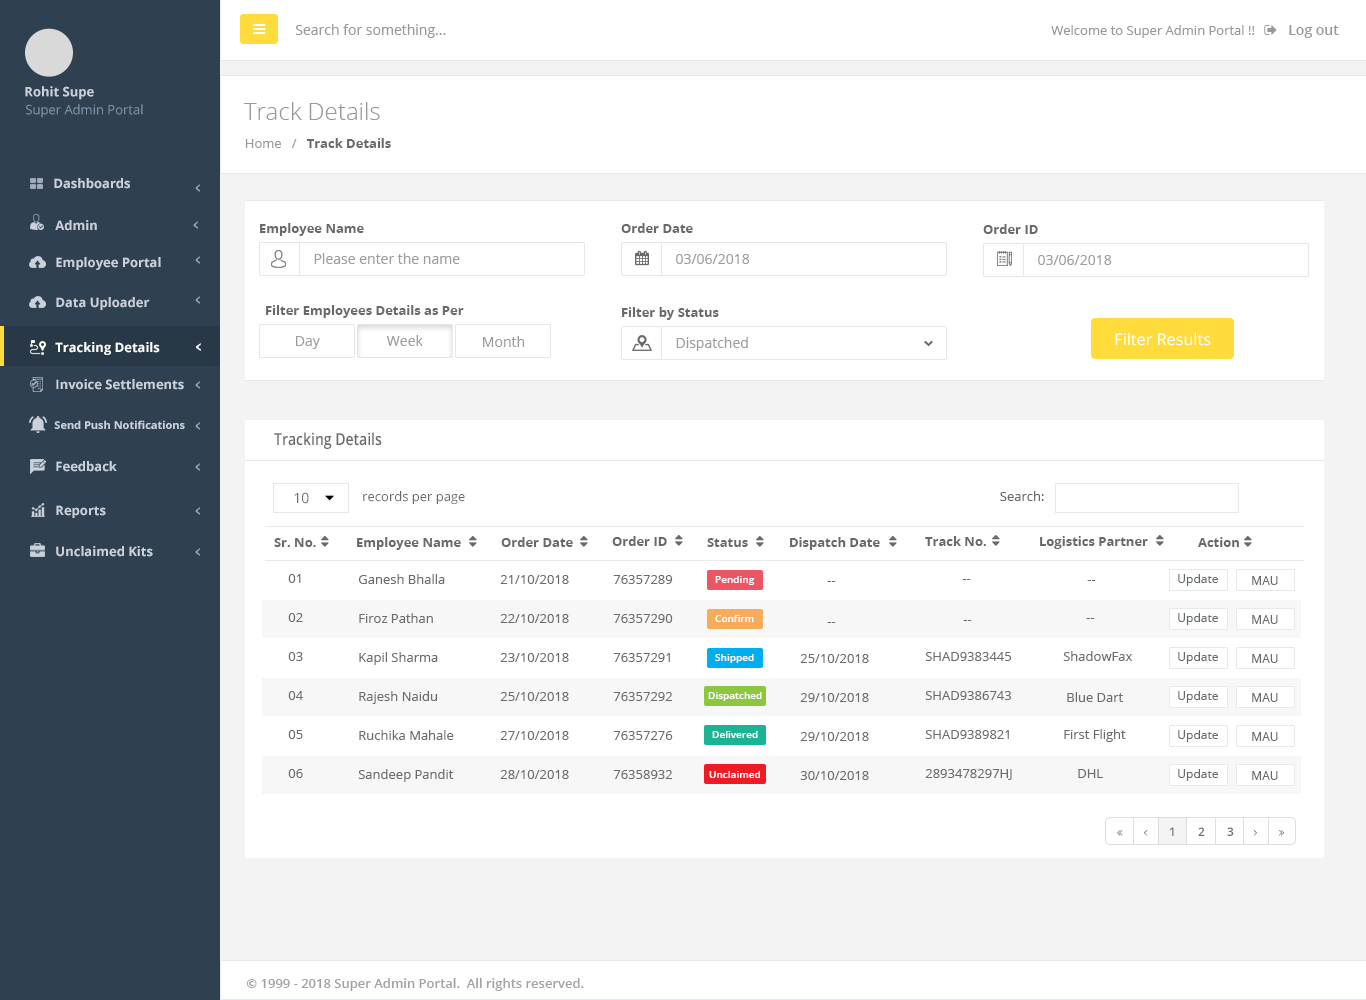 Search for something...
Welcome to Super Admin Portal !!
Log out
Rohit Supe
Super Admin Portal
Dashboards
Admin
Employee Portal
Data Uploader
Tracking Details
Invoice Settlements
Send Push Notifications
Feedback
Reports
Unclaimed Kits
Track Details
Home / Track Details
Employee Name
Please enter the name
Order Date
03/06/2018
Order ID
03/06/2018
Filter Employees Details as Per
Day Week Month
Filter by Status
Dispatched
Filter Results
Tracking Details
10 records per page
Search:
Sr. No. Employee Name Order Date Order ID Status Dispatch Date Track No. Logistics Partner Action
01 Ganesh Bhalla 21/10/2018 76357289 Pending -- -- -- Update MAU
02 Firoz Pathan 22/10/2018 76357290 Confirm -- -- -- Update MAU
03 Kapil Sharma 23/10/2018 76357291 Shipped 25/10/2018 SHAD9383445 ShadowFax Update MAU
04 Rajesh Naidu 25/10/2018 76357292 Dispatched 29/10/2018 SHAD9386743 Blue Dart Update MAU
05 Ruchika Mahale 27/10/2018 76357276 Delivered 29/10/2018 SHAD9389821 First Flight Update MAU
06 Sandeep Pandit 28/10/2018 76358932 Unclaimed 30/10/2018 2893478297HJ DHL Update MAU
« ‹ 1 2 3 › »
© 1999 - 2018 Super Admin Portal. All rights reserved.